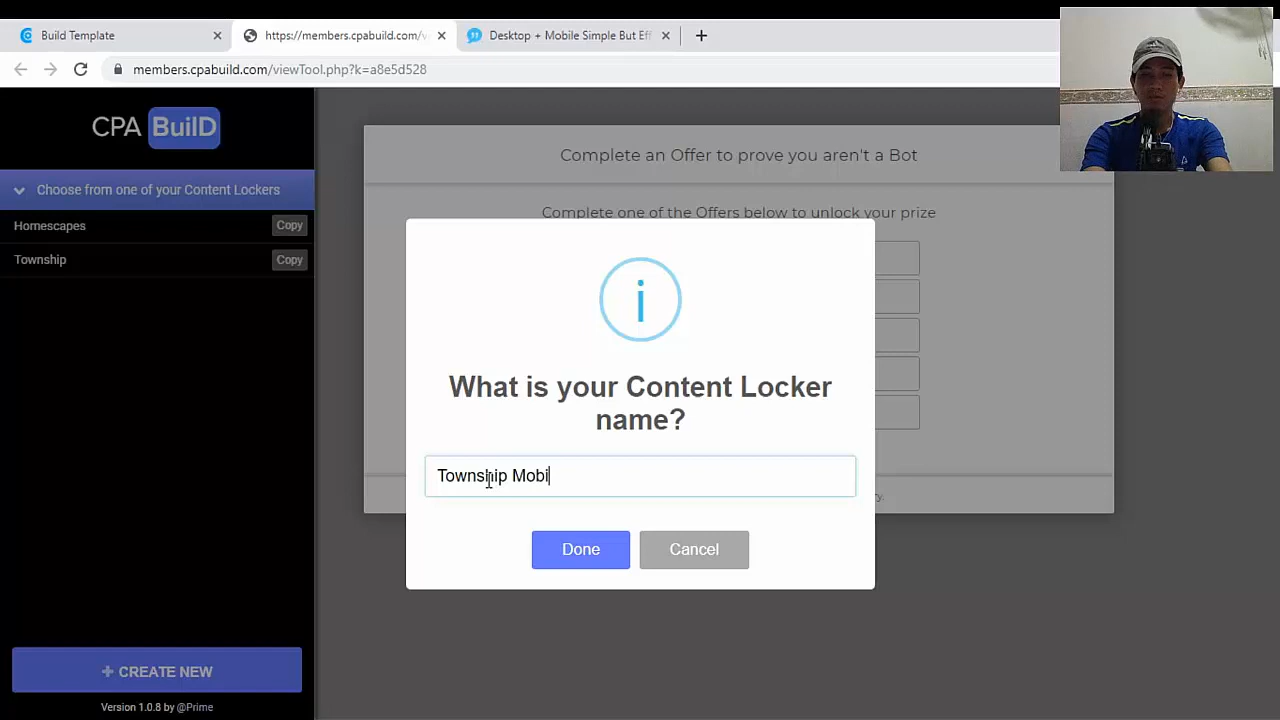 Build Template
https://members.cpabuild.com/v
Desktop + Mobile Simple But Eff
members.cpabuild.com/viewTool.php?k=a8e5d528
CPA BuilD
Choose from one of your Content Lockers
Homescapes Copy
Township Copy
Complete an Offer to prove you aren't a Bot
Complete one of the Offers below to unlock your prize
What is your Content Locker
name?
Township Mobi
Done
Cancel
+ CREATE NEW
Version 1.0.8 by @Prime